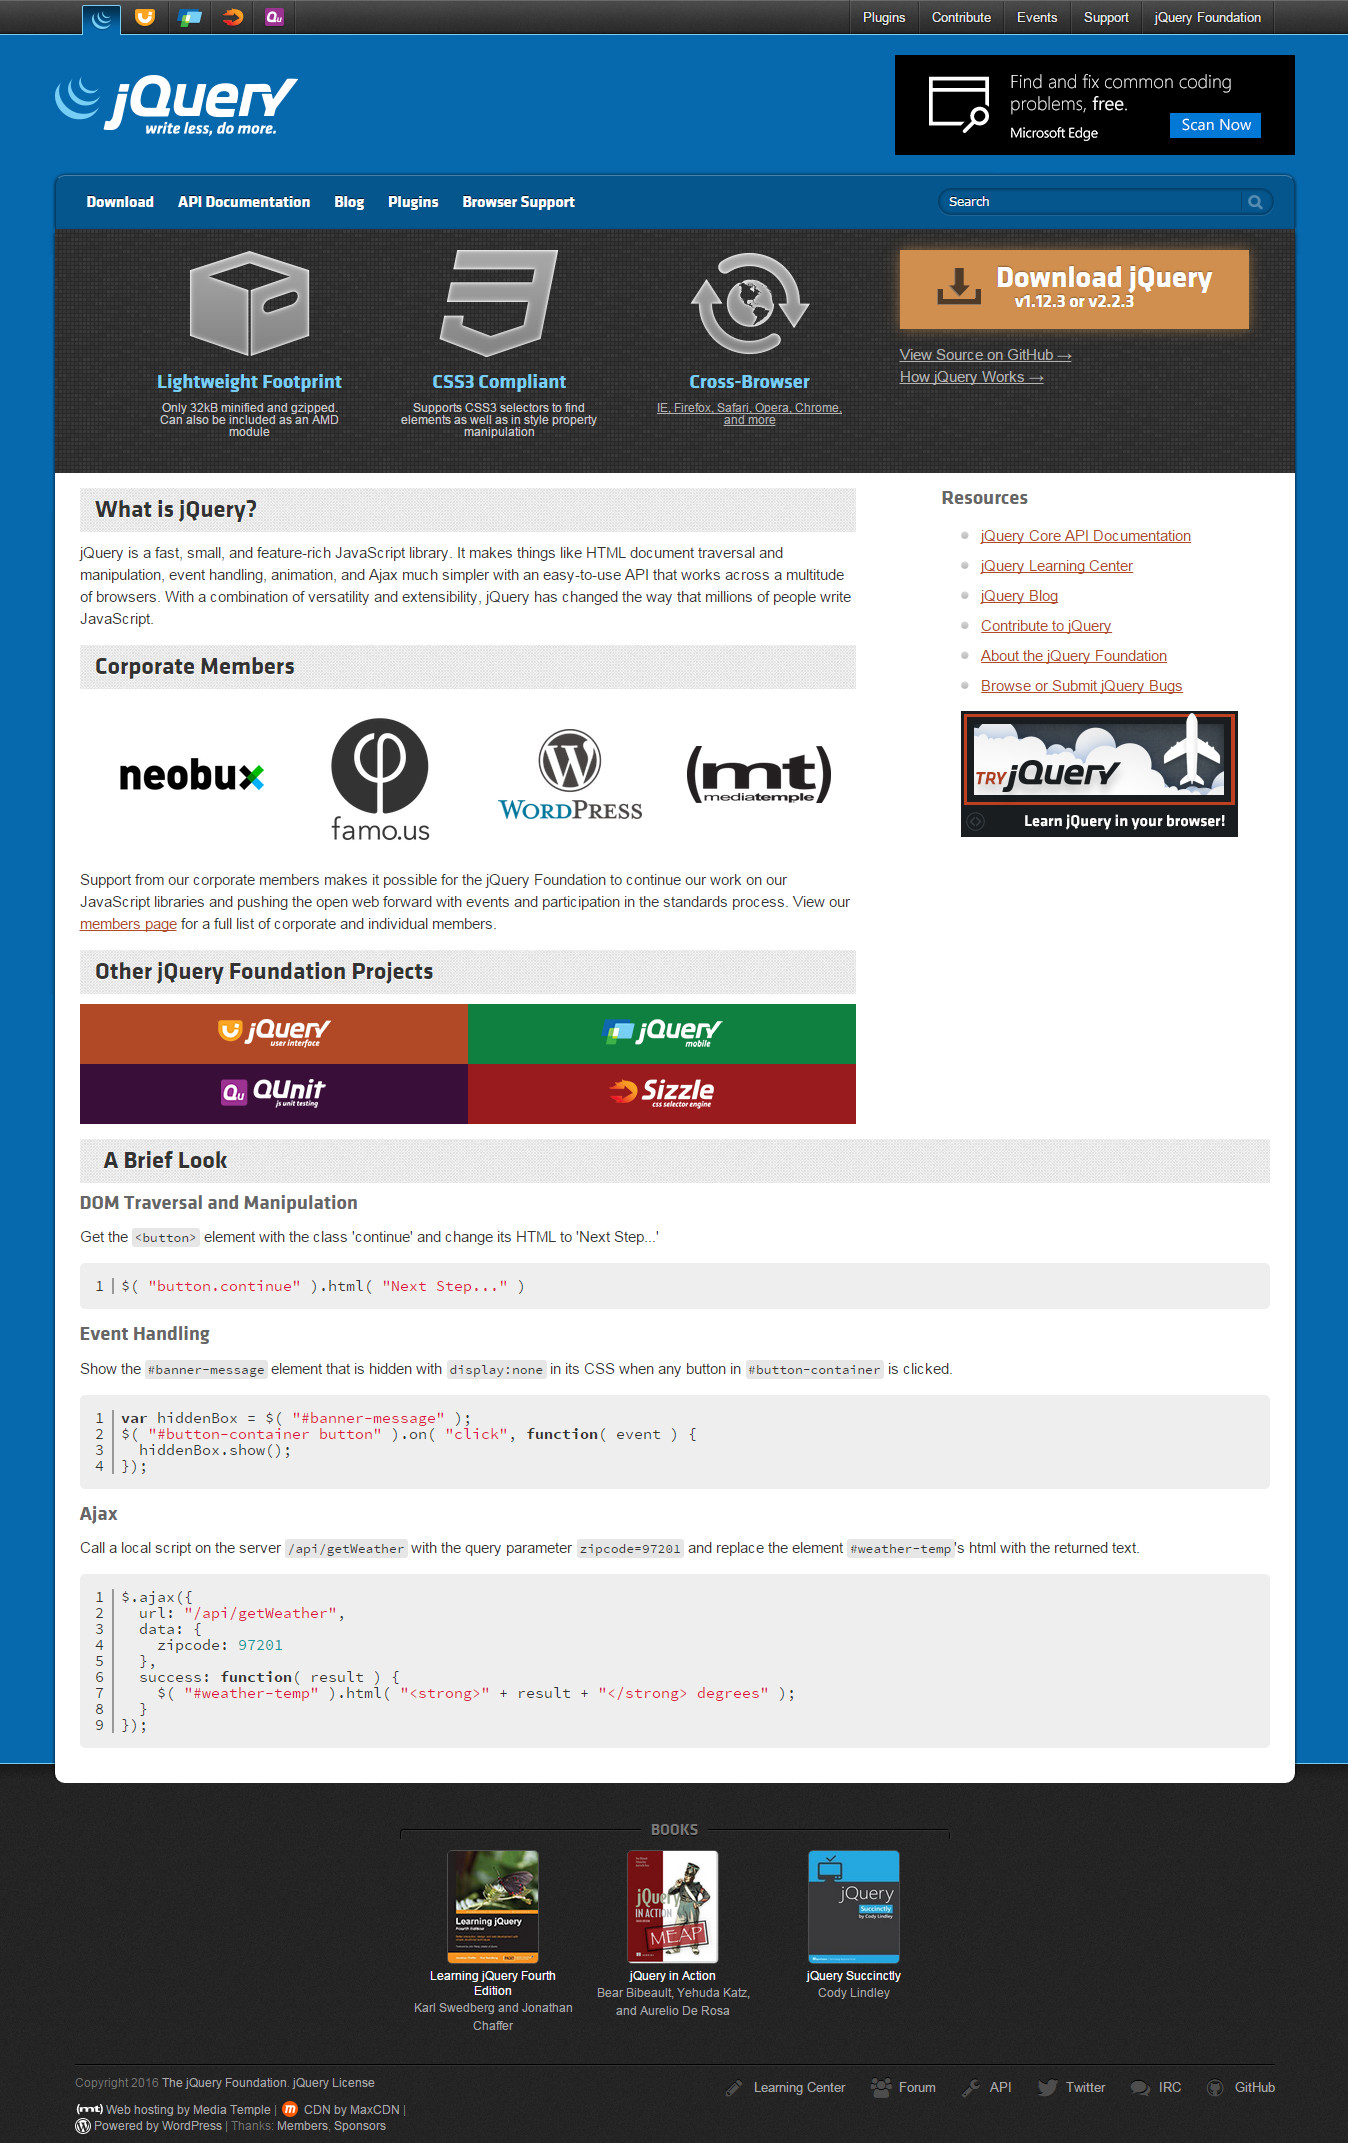 Plugins
Contribute
Events
Support
jQuery Foundation
jQuery
write less, do more.
Find and fix common coding
problems, free.
Microsoft Edge
Scan Now
Download
API Documentation
Blog
Plugins
Browser Support
Search
Lightweight Footprint
Only 32kB minified and gzipped.
Can also be included as an AMD
module
CSS3 Compliant
Supports CSS3 selectors to find
elements as well as in style property
manipulation
Cross-Browser
IE, Firefox, Safari, Opera, Chrome,
and more
Download jQuery
v1.12.3 or v2.2.3
View Source on GitHub →
How jQuery Works →
What is jQuery?
jQuery is a fast, small, and feature-rich JavaScript library. It makes things like HTML document traversal and
manipulation, event handling, animation, and Ajax much simpler with an easy-to-use API that works across a multitude
of browsers. With a combination of versatility and extensibility, jQuery has changed the way that millions of people write
JavaScript.
Resources
jQuery Core API Documentation
jQuery Learning Center
jQuery Blog
Contribute to jQuery
About the jQuery Foundation
Browse or Submit jQuery Bugs
TRY jQuery
Learn jQuery in your browser!
Corporate Members
neobux
famo.us
WORDPRESS
(mt)
mediatemple
Support from our corporate members makes it possible for the jQuery Foundation to continue our work on our
JavaScript libraries and pushing the open web forward with events and participation in the standards process. View our
members page for a full list of corporate and individual members.
Other jQuery Foundation Projects
jQuery
user interface
jQuery
mobile
Qu QUnit
js unit testing
Sizzle
css selector engine
A Brief Look
DOM Traversal and Manipulation
Get the <button> element with the class 'continue' and change its HTML to 'Next Step...'
1 $( "button.continue" ).html( "Next Step..." )
Event Handling
Show the #banner-message element that is hidden with display:none in its CSS when any button in #button-container is clicked.
1 var hiddenBox = $( "#banner-message" );
2 $( "#button-container button" ).on( "click", function( event ) {
3   hiddenBox.show();
4 });
Ajax
Call a local script on the server /api/getWeather with the query parameter zipcode=97201 and replace the element #weather-temp's html with the returned text.
1 $.ajax({
2   url: "/api/getWeather",
3   data: {
4     zipcode: 97201
5   },
6   success: function( result ) {
7     $( "#weather-temp" ).html( "<strong>" + result + "</strong> degrees" );
8   }
9 });
BOOKS
Learning jQuery
Fourth Edition
Learning jQuery Fourth
Edition
Karl Swedberg and Jonathan
Chaffer
jQuery
IN ACTION
MEAP
jQuery in Action
Bear Bibeault, Yehuda Katz,
and Aurelio De Rosa
jQuery
Succinctly
by Cody Lindley
jQuery Succinctly
Cody Lindley
Copyright 2016 The jQuery Foundation. jQuery License
(mt) Web hosting by Media Temple | CDN by MaxCDN |
Powered by WordPress | Thanks: Members, Sponsors
Learning Center
Forum
API
Twitter
IRC
GitHub